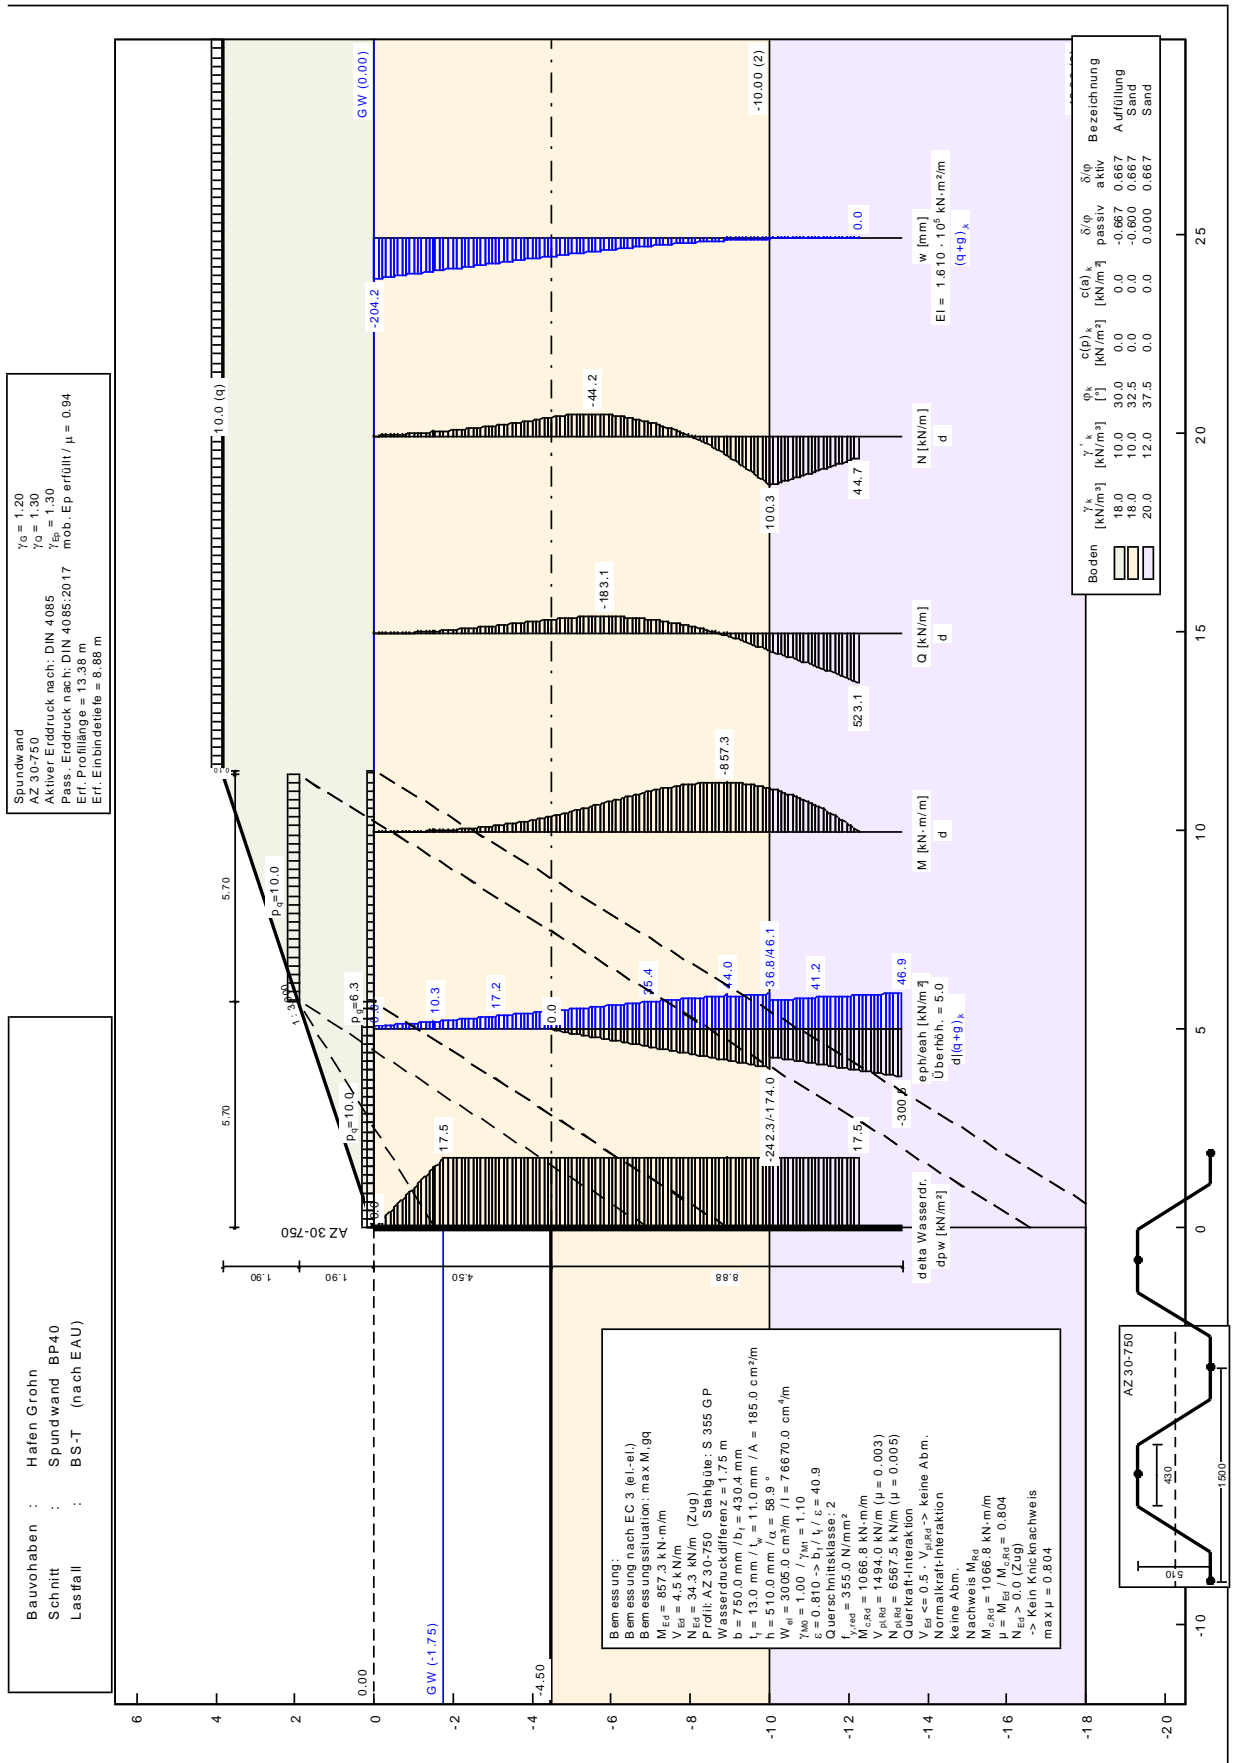 Bauvohaben : Hafen Grohn
Schnitt : Spundwand BP40
Lastfall : BS-T (nach EAU)
Spundwand
AZ 30-750
Aktiver Erddruck nach: DIN 4085
Pass. Erddruck nach: DIN 4085:2017
Erf. Profillänge = 13.38 m
Erf. Einbindetiefe = 8.88 m
γG = 1.20
γQ = 1.30
γEp = 1.30
mob. Ep erfüllt / μ = 0.94
10.0 (q)
GW (0.00)
-10.00 (2)
0.10
5.70
5.70
1 : 3.00
pq=10.0
pq=10.0
pg=6.3
AZ 30-750
1.90
1.90
4.50
8.88
0.00
GW (-1.75)
-4.50
0.0
17.5
17.5
delta Wasserdr.
dpw [kN/m²]
10.3
17.2
0.0
35.4
44.0
36.8/46.1
41.2
46.9
-242.3/-174.0
-300.6
eph/eah [kN/m²]
Überhöh. = 5.0
d|(q+g)k
-857.3
M [kN·m/m]
d
-183.1
523.1
Q [kN/m]
d
-44.2
100.3
44.7
N [kN/m]
d
-204.2
0.0
w [mm]
EI = 1.610 · 10⁵ kN·m²/m
(q+g)k
Boden γk [kN/m³] γ'k [kN/m³] φk [°] c(p)k [kN/m²] c(a)k [kN/m²] δ/φ passiv δ/φ aktiv Bezeichnung
18.0 10.0 30.0 0.0 0.0 -0.667 0.667 Auffüllung
18.0 10.0 32.5 0.0 0.0 -0.600 0.667 Sand
20.0 12.0 37.5 0.0 0.0 0.000 0.667 Sand
Bemessung:
Bemessung nach EC 3 (el.-el.)
Bemessungssituation: max M,gq
MEd = 857.3 kN·m/m
VEd = 4.5 kN/m
NEd = 34.3 kN/m (Zug)
Profil: AZ 30-750 Stahlgüte: S 355 GP
Wasserdruckdifferenz = 1.75 m
b = 750.0 mm / bf = 430.4 mm
tf = 13.0 mm / tw = 11.0 mm / A = 185.0 cm²/m
h = 510.0 mm / α = 58.9 °
Wel = 3005.0 cm³/m / I = 76670.0 cm⁴/m
γM0 = 1.00 / γM1 = 1.10
ε = 0.810 -> bf / tf / ε = 40.9
Querschnittsklasse: 2
fy,red = 355.0 N/mm²
Mc,Rd = 1066.8 kN·m/m
Vpl,Rd = 1494.0 kN/m (μ = 0.003)
Npl,Rd = 6567.5 kN/m (μ = 0.005)
Querkraft-Interaktion
VEd <= 0.5 · Vpl,Rd -> keine Abm.
Normalkraft-Interaktion
keine Abm.
Nachweis MRd
Mc,Rd = 1066.8 kN·m/m
μ = MEd / Mc,Rd = 0.804
NEd > 0.0 (Zug)
-> Kein Knicknachweis
max μ = 0.804
AZ 30-750
430
1500
510
6
4
2
0
-2
-4
-6
-8
-10
-12
-14
-16
-18
-20
-10
0
5
10
15
20
25